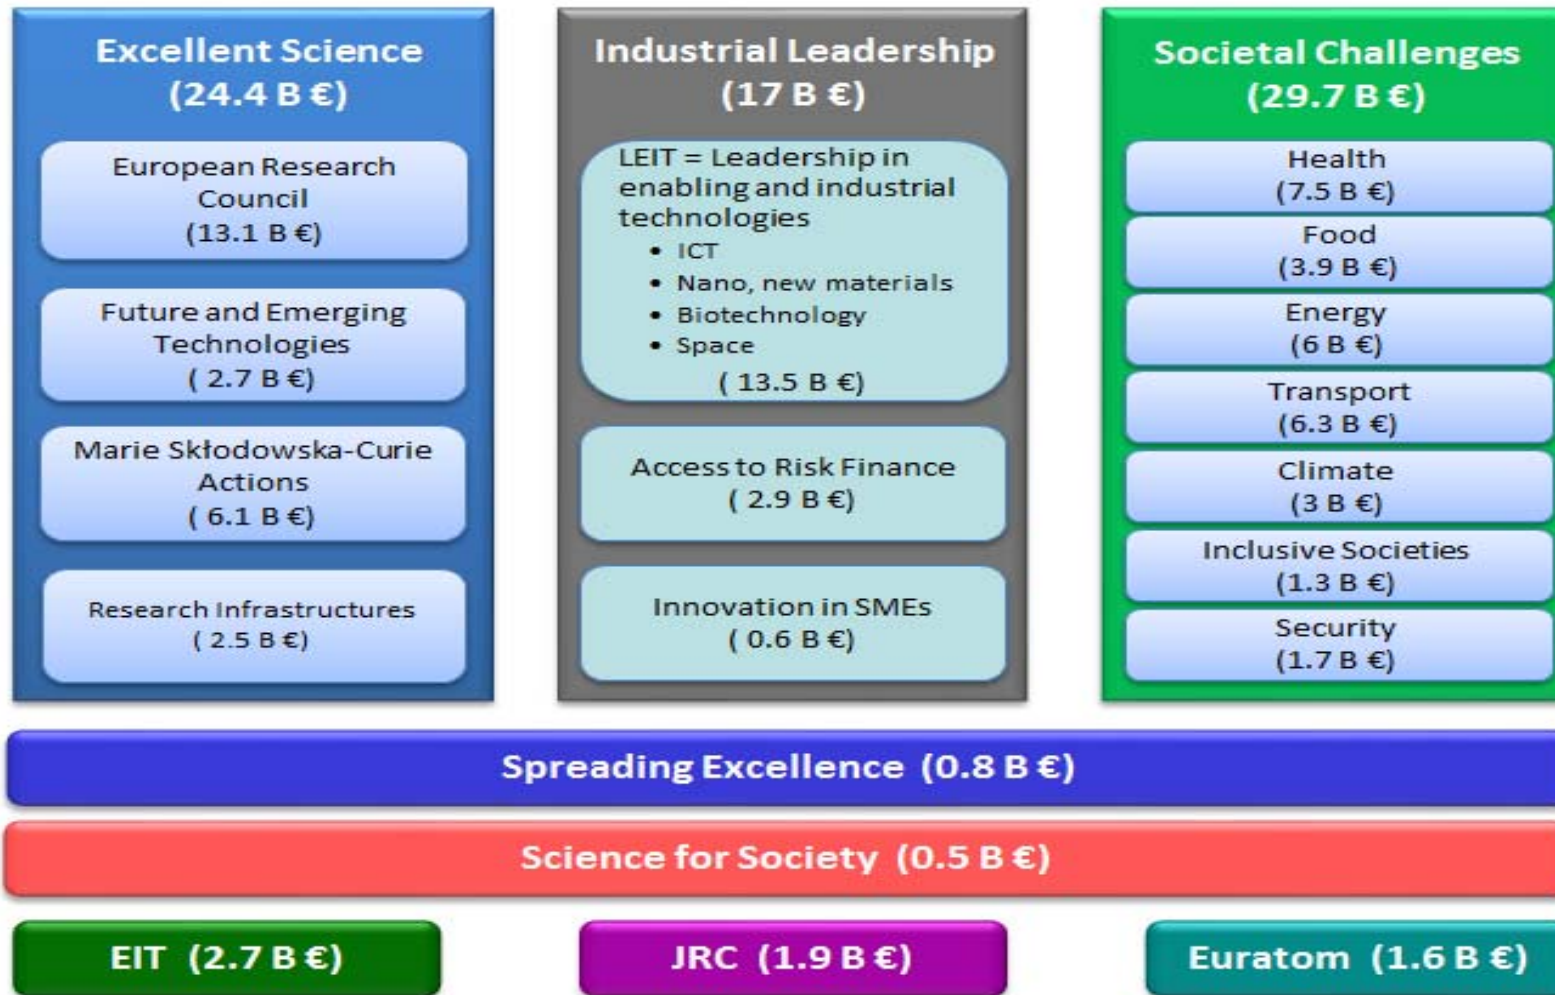 Excellent Science
(24.4 B €)
European Research
Council
(13.1 B €)
Future and Emerging
Technologies
( 2.7 B €)
Marie Skłodowska-Curie
Actions
( 6.1 B €)
Research Infrastructures
( 2.5 B €)
Industrial Leadership
(17 B €)
LEIT = Leadership in
enabling and industrial
technologies
• ICT
• Nano, new materials
• Biotechnology
• Space
( 13.5 B €)
Access to Risk Finance
( 2.9 B €)
Innovation in SMEs
( 0.6 B €)
Societal Challenges
(29.7 B €)
Health
(7.5 B €)
Food
(3.9 B €)
Energy
(6 B €)
Transport
(6.3 B €)
Climate
(3 B €)
Inclusive Societies
(1.3 B €)
Security
(1.7 B €)
Spreading Excellence (0.8 B €)
Science for Society (0.5 B €)
EIT (2.7 B €)
JRC (1.9 B €)
Euratom (1.6 B €)